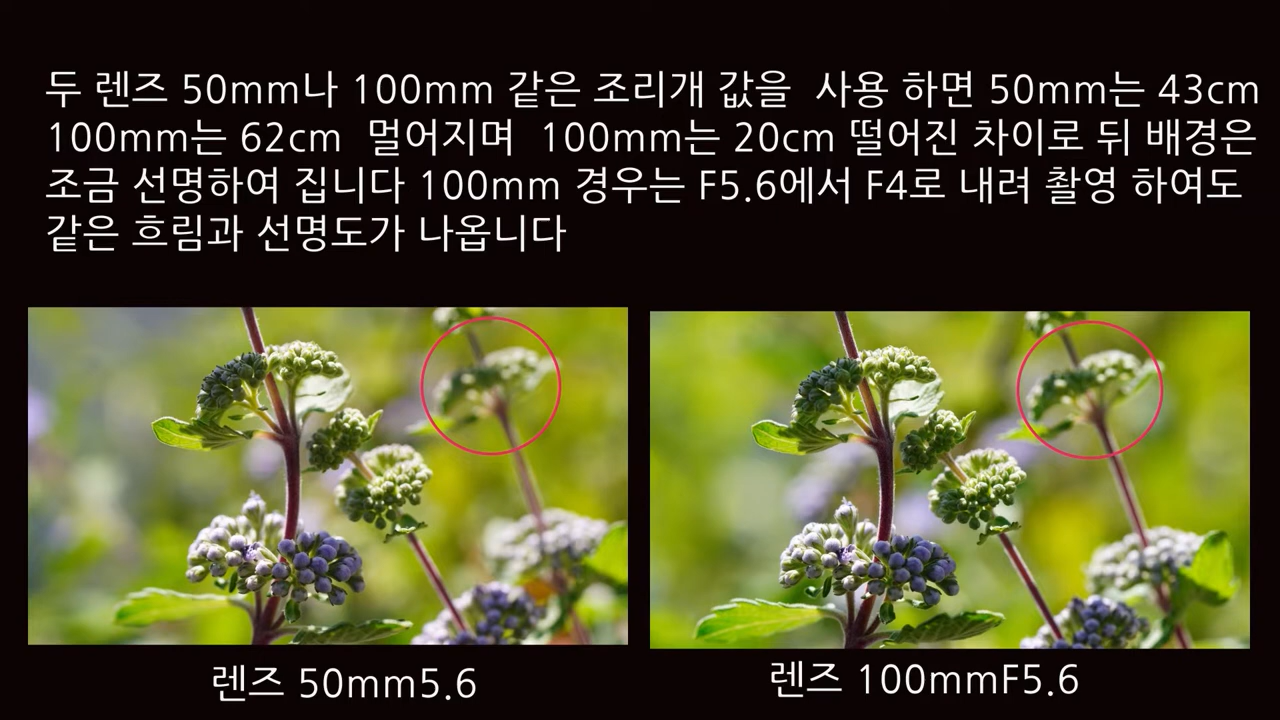 두 렌즈 50mm나 100mm 같은 조리개 값을 사용 하면 50mm는 43cm
100mm는 62cm 멀어지며 100mm는 20cm 떨어진 차이로 뒤 배경은
조금 선명하여 집니다 100mm 경우는 F5.6에서 F4로 내려 촬영 하여도
같은 흐림과 선명도가 나옵니다
렌즈 50mm5.6
렌즈 100mmF5.6